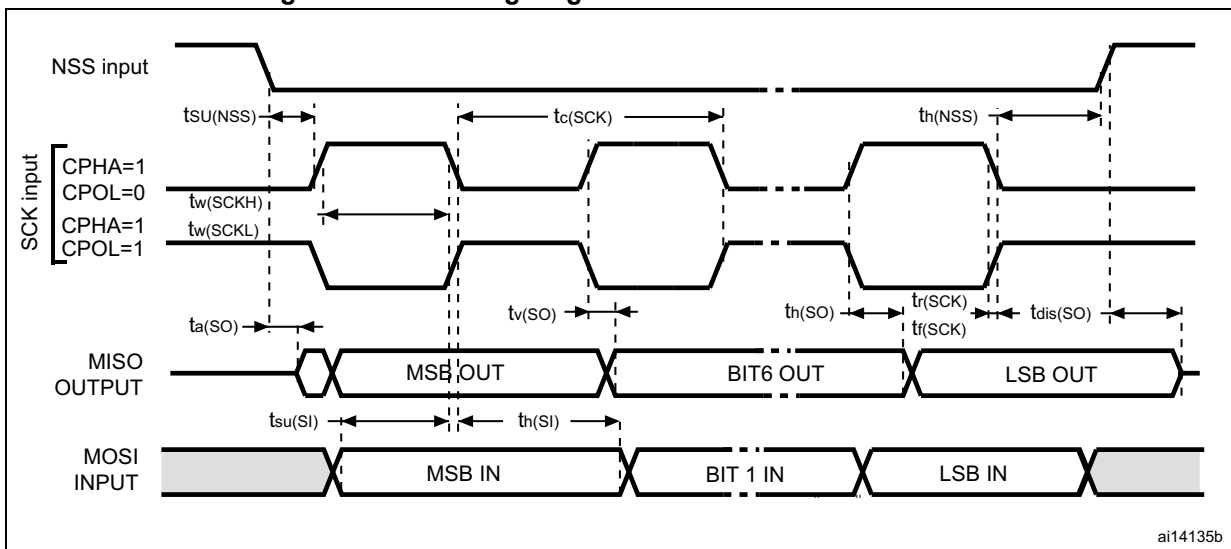 NSS input
tSU(NSS)
tc(SCK)
th(NSS)
SCK input
CPHA=1
CPOL=0
tw(SCKH)
CPHA=1
tw(SCKL)
CPOL=1
ta(SO)
tv(SO)
th(SO)
tr(SCK)
tf(SCK)
tdis(SO)
MISO
OUTPUT
MSB OUT
BIT6 OUT
LSB OUT
tsu(SI)
th(SI)
MOSI
INPUT
MSB IN
BIT 1 IN
LSB IN
ai14135b